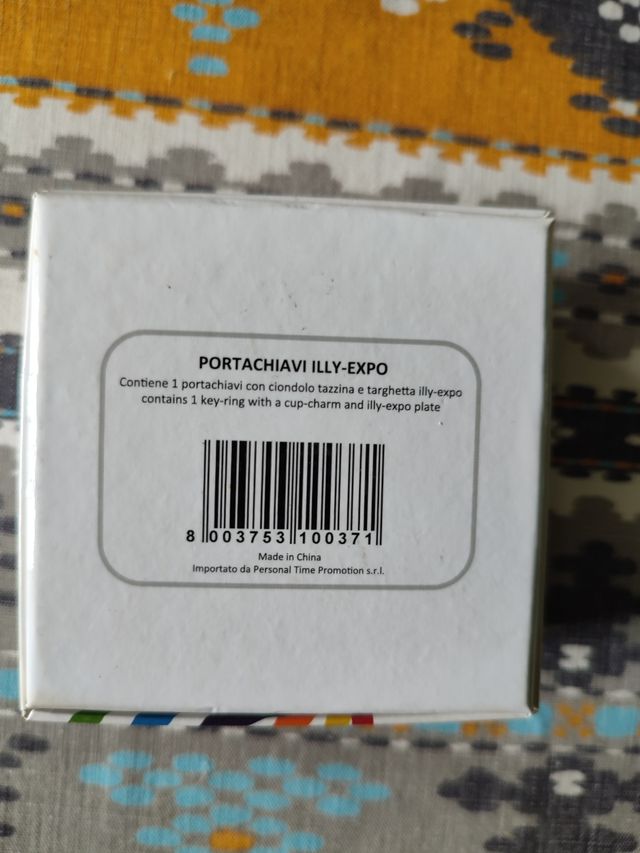 PORTACHIAVI ILLY-EXPO
Contiene 1 portachiavi con ciondolo tazzina e targhetta illy-expo
contains 1 key-ring with a cup-charm and illy-expo plate
8 003753 100371
Made in China
Importato da Personal Time Promotion s.r.l.